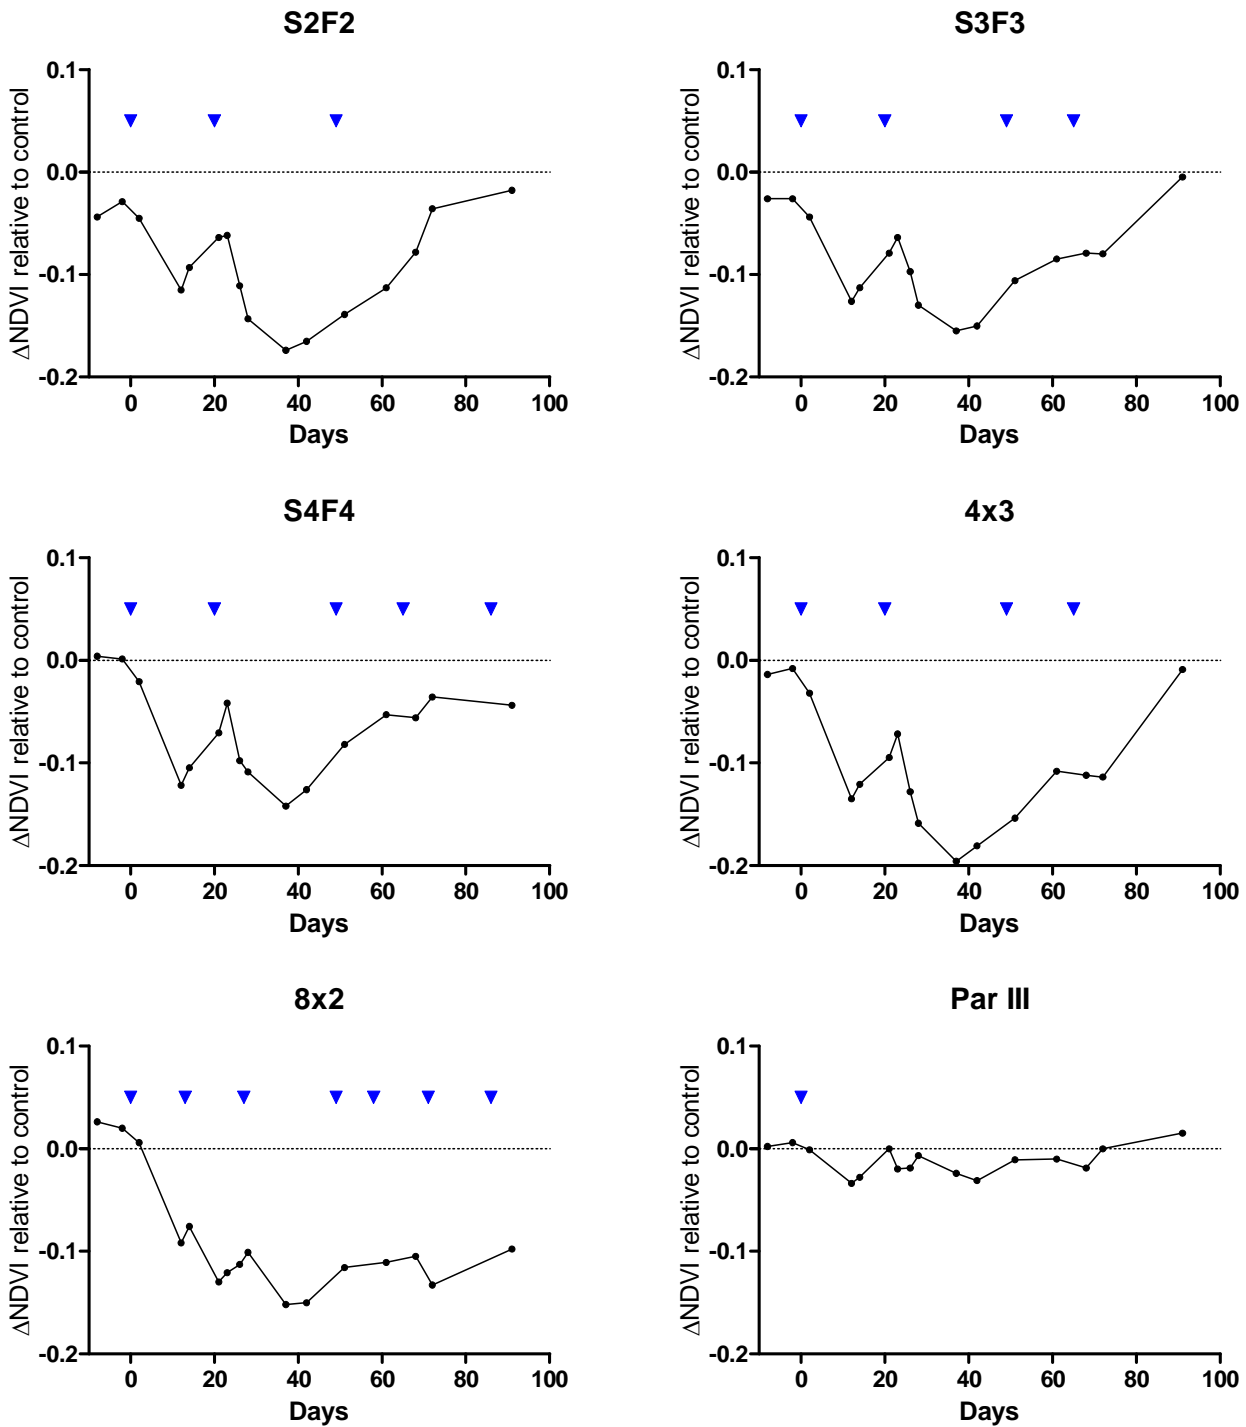 S2F2
ΔNDVI relative to control
0.1
0.0
-0.1
-0.2
0 20 40 60 80 100
Days
S3F3
ΔNDVI relative to control
0.1
0.0
-0.1
-0.2
0 20 40 60 80 100
Days
S4F4
ΔNDVI relative to control
0.1
0.0
-0.1
-0.2
0 20 40 60 80 100
Days
4x3
ΔNDVI relative to control
0.1
0.0
-0.1
-0.2
0 20 40 60 80 100
Days
8x2
ΔNDVI relative to control
0.1
0.0
-0.1
-0.2
0 20 40 60 80 100
Days
Par III
ΔNDVI relative to control
0.1
0.0
-0.1
-0.2
0 20 40 60 80 100
Days